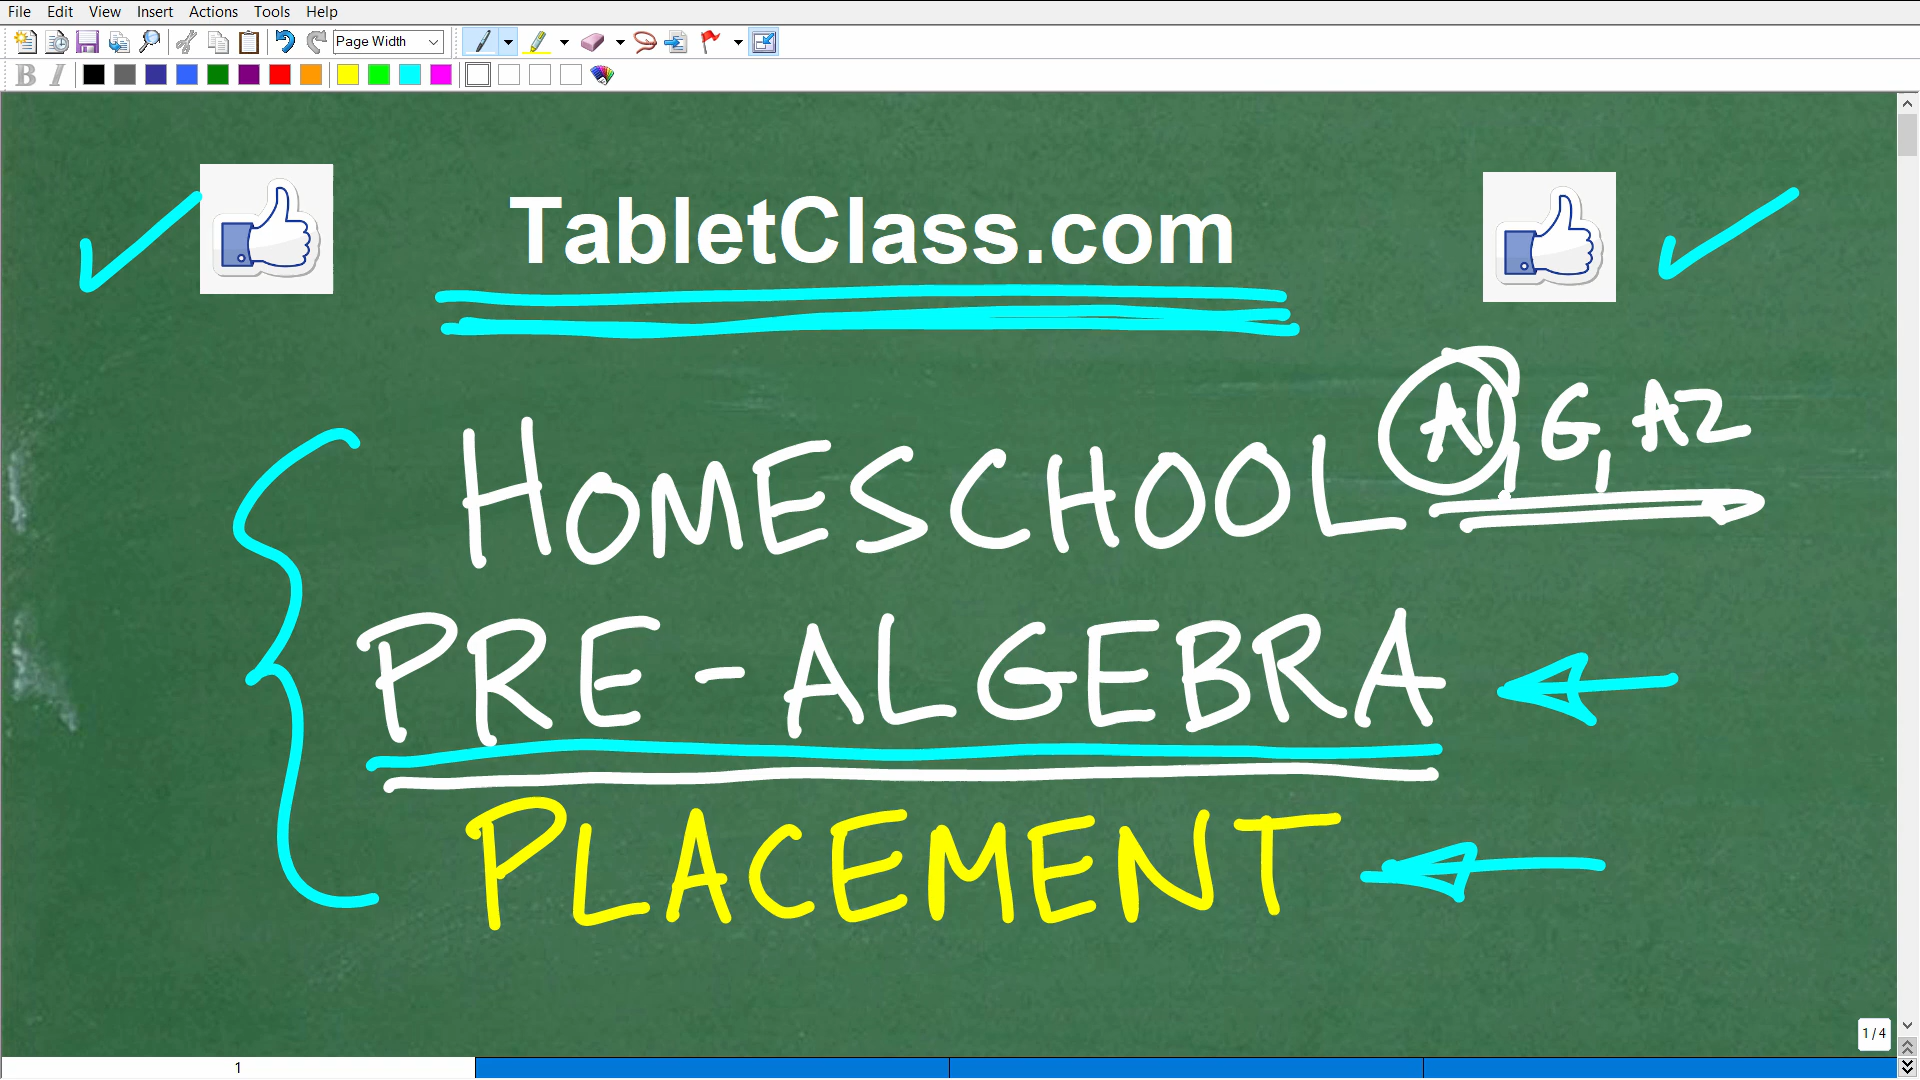 File Edit View Insert Actions Tools Help
Page Width
B I
TabletClass.com
A1, G, A2
HOMESCHOOL
PRE-ALGEBRA
PLACEMENT
1 / 4
1